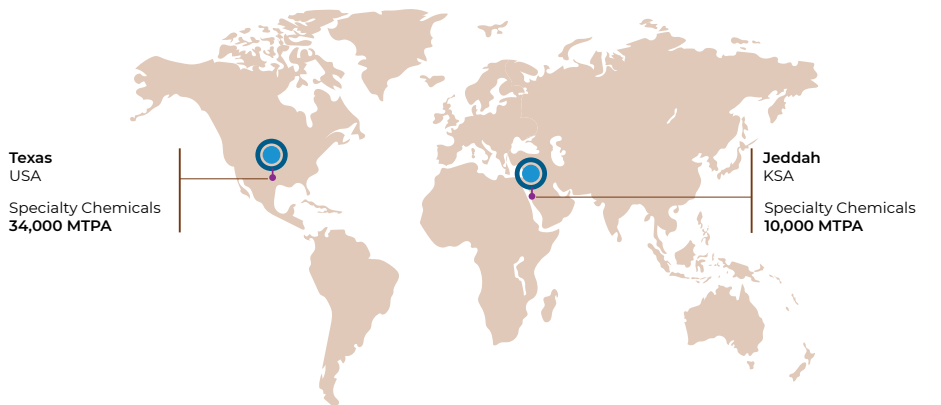 Texas
USA
Specialty Chemicals
34,000 MTPA
Jeddah
KSA
Specialty Chemicals
10,000 MTPA